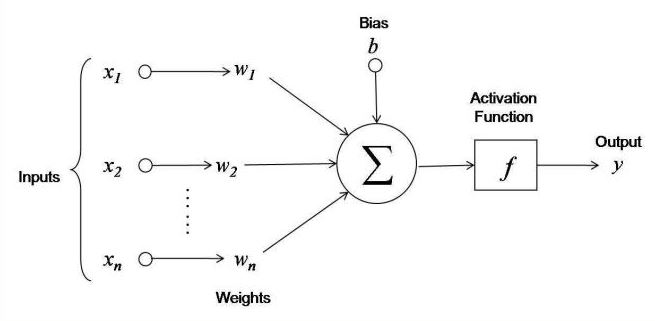 Bias
b
x1 w1
Activation
Function
Inputs x2 w2 Σ f Output
y
xn wn
Weights